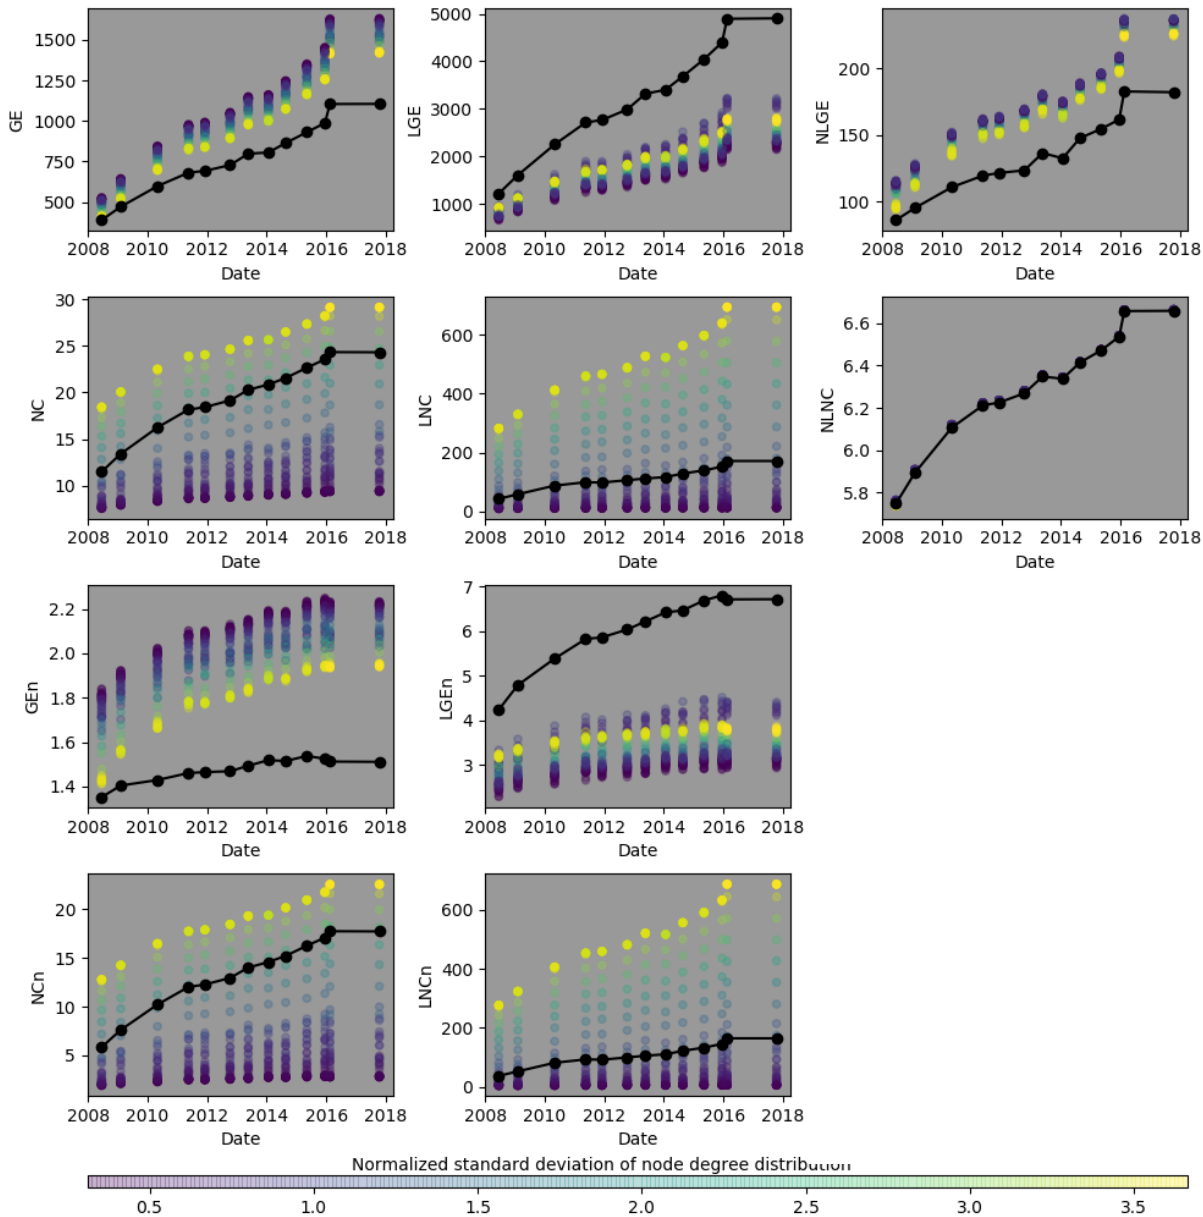 GE
1500
1250
1000
750
500
2008 2010 2012 2014 2016 2018
Date
LGE
5000
4000
3000
2000
1000
2008 2010 2012 2014 2016 2018
Date
NLGE
200
150
100
2008 2010 2012 2014 2016 2018
Date
NC
30
25
20
15
10
2008 2010 2012 2014 2016 2018
Date
LNC
600
400
200
0
2008 2010 2012 2014 2016 2018
Date
NLNC
6.6
6.4
6.2
6.0
5.8
2008 2010 2012 2014 2016 2018
Date
GEn
2.2
2.0
1.8
1.6
1.4
2008 2010 2012 2014 2016 2018
Date
LGEn
7
6
5
4
3
2008 2010 2012 2014 2016 2018
Date
NCn
20
15
10
5
2008 2010 2012 2014 2016 2018
Date
LNCn
600
400
200
0
2008 2010 2012 2014 2016 2018
Date
Normalized standard deviation of node degree distribution
0.5 1.0 1.5 2.0 2.5 3.0 3.5